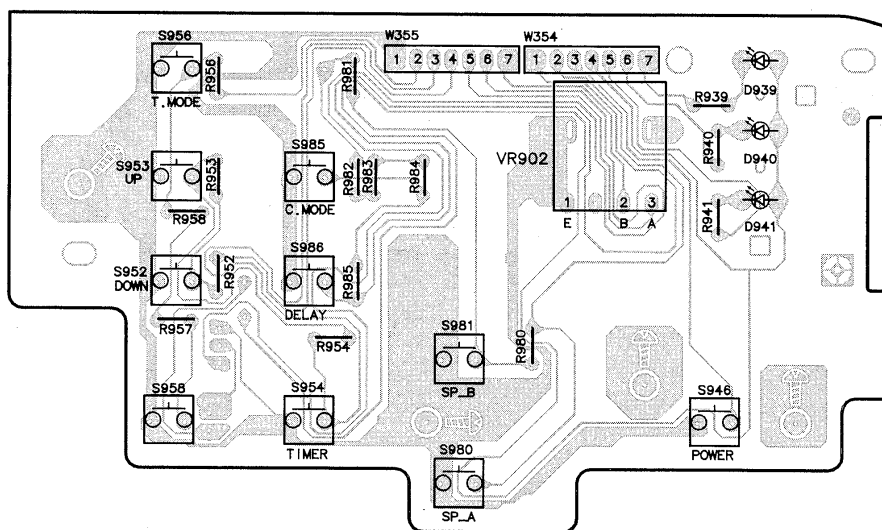 S956
W355
W354
1 2 3 4 5 6 7
1 2 3 4 5 6 7
R956
R981
T.MODE
R939
D939
S953
UP
R953
S985
R982
R983
R984
VR902
R940
D940
C.MODE
R958
1
2
3
E
B
A
R941
D941
S952
DOWN
R952
S986
R985
DELAY
R957
R954
S981
R980
SP_B
S958
S954
S946
TIMER
POWER
S980
SP_A